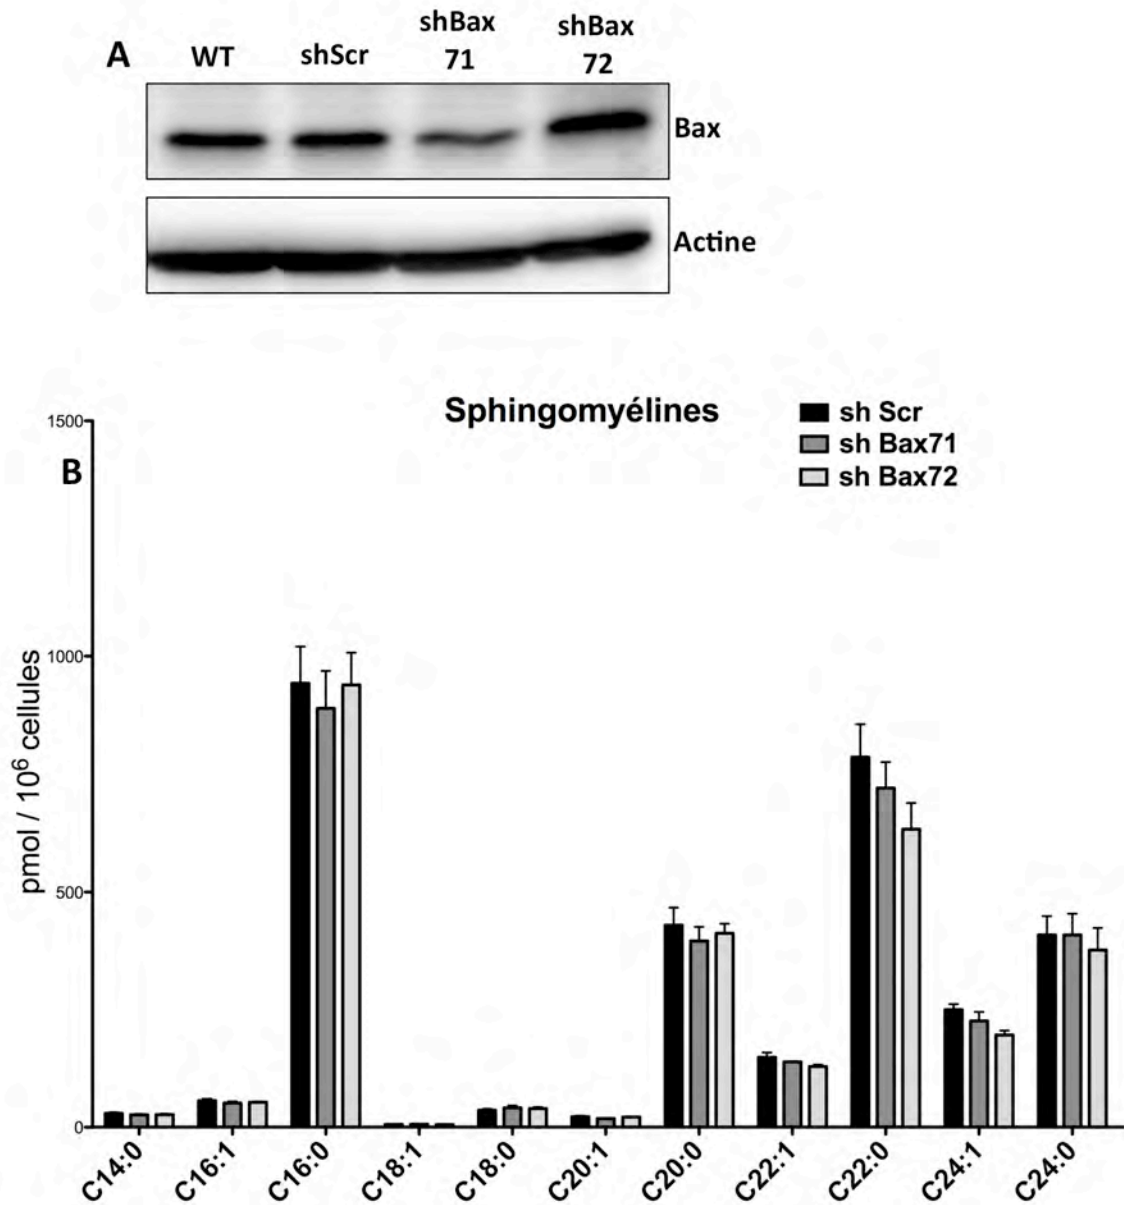 A
WT
shScr
shBax
71
shBax
72
Bax
Actine
B
Sphingomyélines
sh Scr
sh Bax71
sh Bax72
pmol / 10⁶ cellules
1500
1000
500
0
C14:0
C16:1
C16:0
C18:1
C18:0
C20:1
C20:0
C22:1
C22:0
C24:1
C24:0